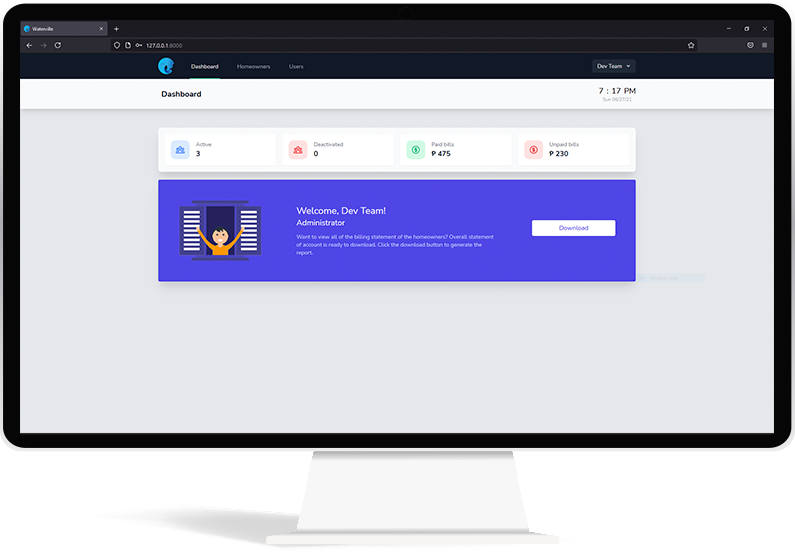 Waterville
127.0.0.1:8000
Dashboard
Homeowners
Users
Dev Team
Dashboard
7 : 17 PM
Sun 06/27/21
Active
3
Deactivated
0
Paid bills
₱ 475
Unpaid bills
₱ 230
Welcome, Dev Team!
Administrator
Want to view all of the billing statement of the homeowners? Overall statement
of account is ready to download. Click the download button to generate the
report.
Download